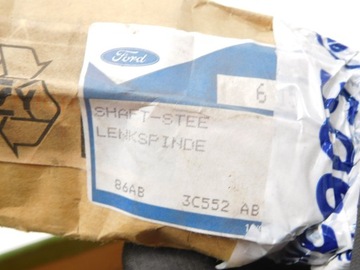 Ford
6
SHAFT-STEE
LENKSPINDE
86AB 3C552 AB